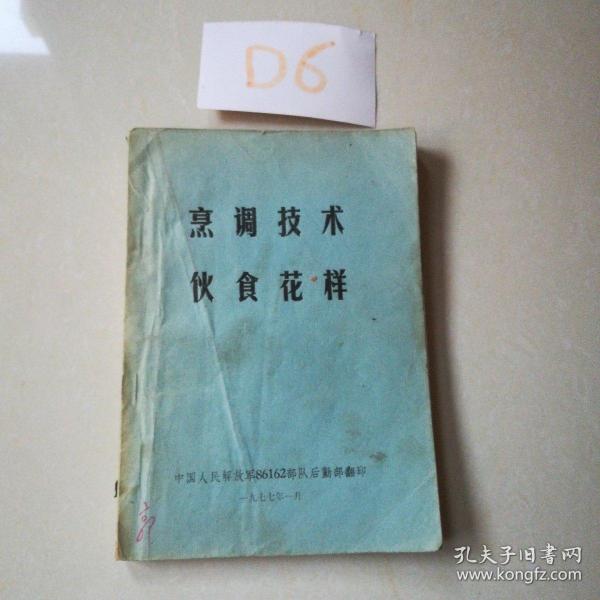 D6
烹调技术
伙食花样
中国人民解放军86162部队后勤部翻印
一九七七年一月
孔夫子旧书网
www.kongfz.com